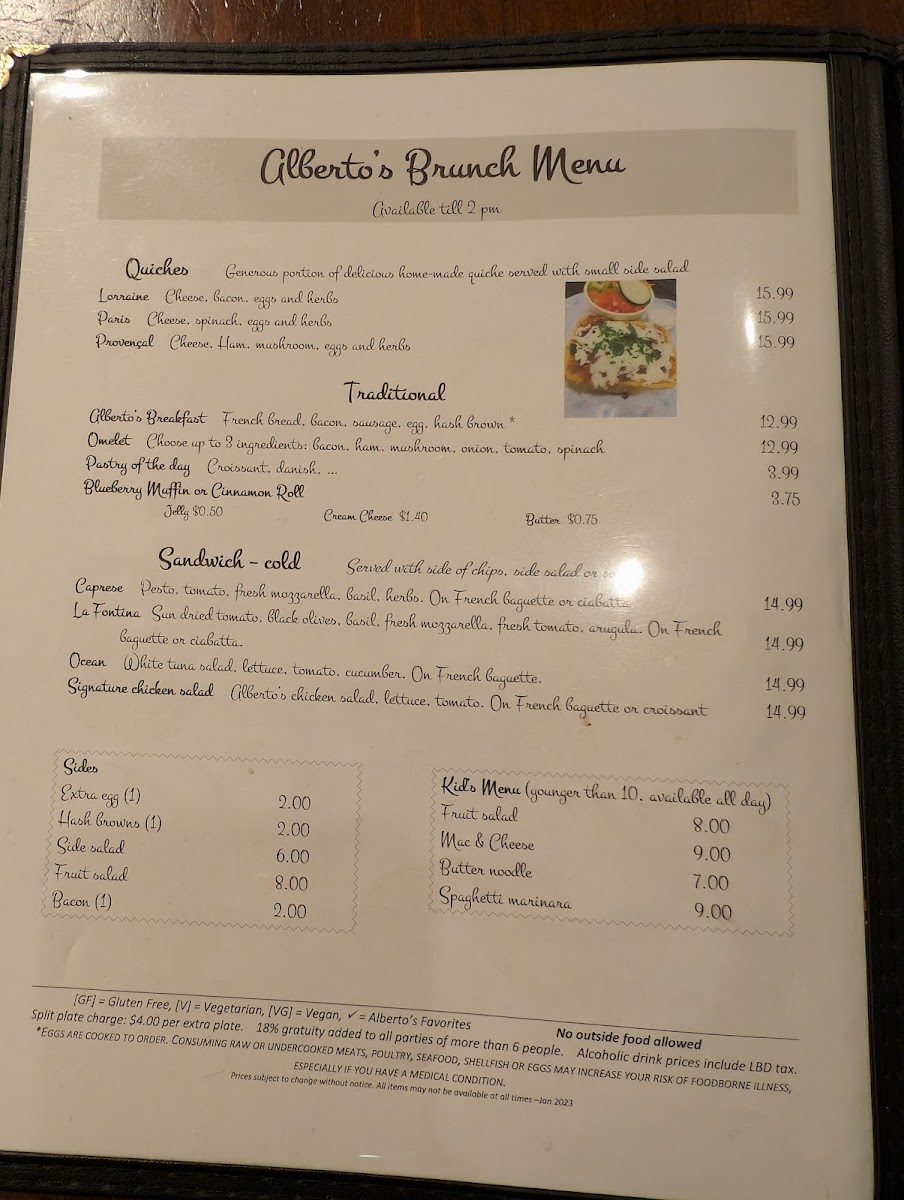 Alberto's Brunch Menu
Available till 2 pm
Quiches Generous portion of delicious home-made quiche served with small side salad
Lorraine Cheese, bacon, eggs and herbs 15.99
Paris Cheese, spinach, eggs and herbs 15.99
Provençal Cheese, Ham, mushroom, eggs and herbs 15.99
Traditional
Alberto's Breakfast French bread, bacon, sausage, egg, hash brown * 12.99
Omelet Choose up to 3 ingredients: bacon, ham, mushroom, onion, tomato, spinach 12.99
Pastry of the day Croissant, danish, ... 3.99
Blueberry Muffin or Cinnamon Roll 3.75
Jelly $0.50 Cream Cheese $1.40 Butter $0.75
Sandwich - cold Served with side of chips, side salad or
Caprese Pesto, tomato, fresh mozzarella, basil, herbs. On French baguette or ciabatta 14.99
La Fontina Sun dried tomato, black olives, basil, fresh mozzarella, fresh tomato, arugula. On French
baguette or ciabatta. 14.99
Ocean White tuna salad, lettuce, tomato, cucumber. On French baguette. 14.99
Signature chicken salad Alberto's chicken salad, lettuce, tomato. On French baguette or croissant 14.99
Sides
Extra egg (1) 2.00
Hash browns (1) 2.00
Side salad 6.00
Fruit salad 8.00
Bacon (1) 2.00
Kid's Menu (younger than 10, available all day)
Fruit salad 8.00
Mac & Cheese 9.00
Butter noodle 7.00
Spaghetti marinara 9.00
[GF] = Gluten Free, [V] = Vegetarian, [VG] = Vegan, ✓ = Alberto's Favorites No outside food allowed
Split plate charge: $4.00 per extra plate. 18% gratuity added to all parties of more than 6 people. Alcoholic drink prices include LBD tax.
*EGGS ARE COOKED TO ORDER. CONSUMING RAW OR UNDERCOOKED MEATS, POULTRY, SEAFOOD, SHELLFISH OR EGGS MAY INCREASE YOUR RISK OF FOODBORNE ILLNESS,
ESPECIALLY IF YOU HAVE A MEDICAL CONDITION.
Prices subject to change without notice. All items may not be available at all times –Jan 2023